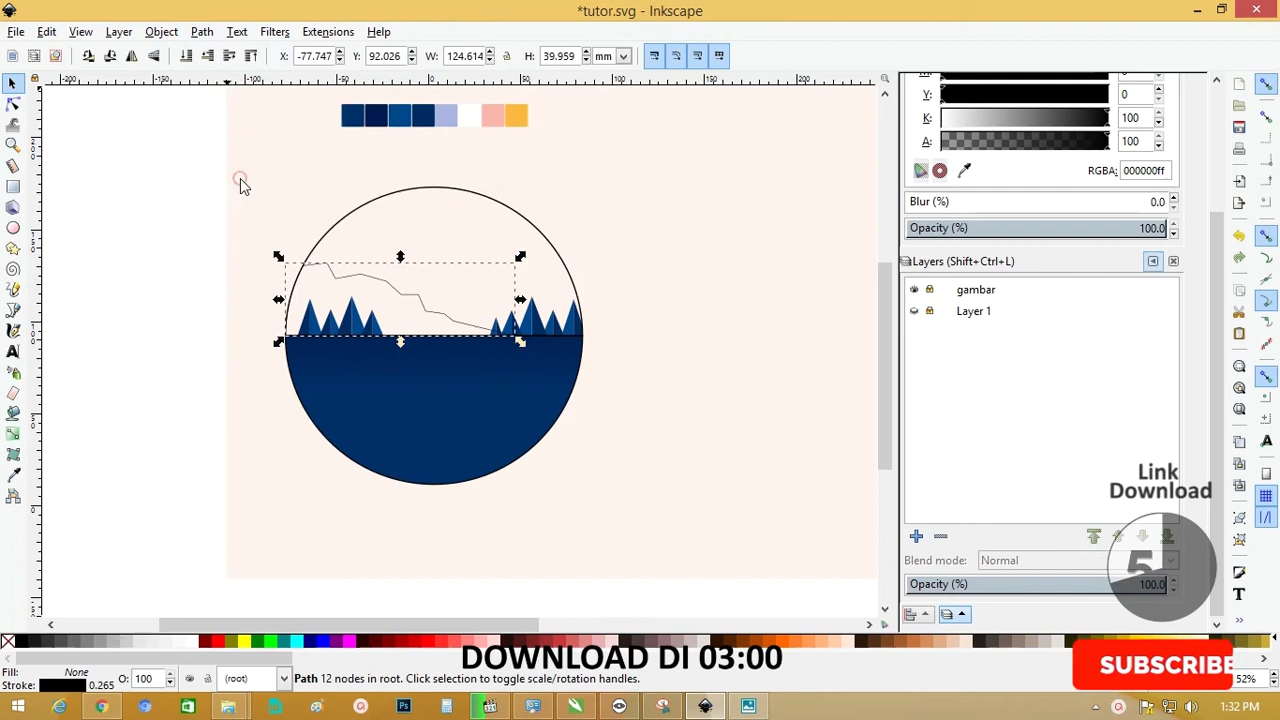 *tutor.svg - Inkscape
File Edit View Layer Object Path Text Filters Extensions Help
X: -77.747 Y: 92.026 W: 124.614 H: 39.959 mm
Y: 0
K: 100
A: 100
RGBA: 000000ff
Blur (%) 0.0
Opacity (%) 100.0
Layers (Shift+Ctrl+L)
gambar
Layer 1
Link
Download
5
Blend mode: Normal
Opacity (%) 100.0
DOWNLOAD DI 03:00
SUBSCRIBE
Fill: None
Stroke: 0.265
O: 100
(root)
Path 12 nodes in root. Click selection to toggle scale/rotation handles.
52%
1:32 PM